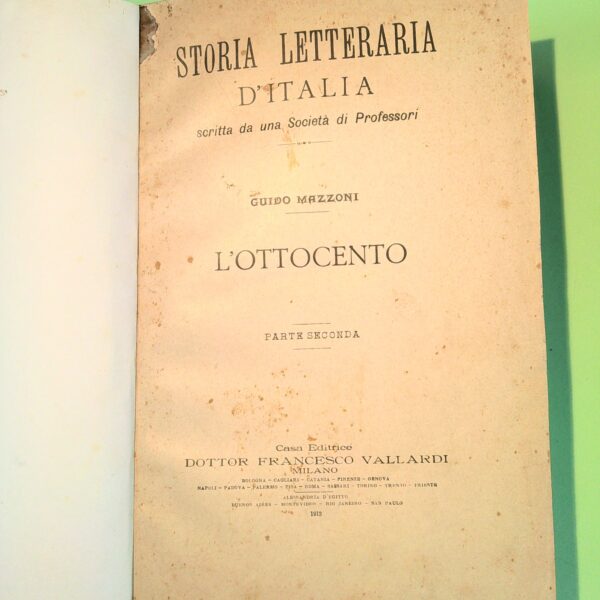 STORIA LETTERARIA
D'ITALIA
scritta da una Società di Professori
GUIDO MAZZONI
L'OTTOCENTO
PARTE SECONDA
Casa Editrice
DOTTOR FRANCESCO VALLARDI
MILANO
BOLOGNA – CAGLIARI – CATANIA – FIRENZE – GENOVA
NAPOLI – PADOVA – PALERMO – PISA – ROMA – SASSARI – TORINO – TRENTO – TRIESTE
ALESSANDRIA D'EGITTO
BUENOS AIRES – MONTEVIDEO – RIO JANEIRO – SAN PAULO
1913